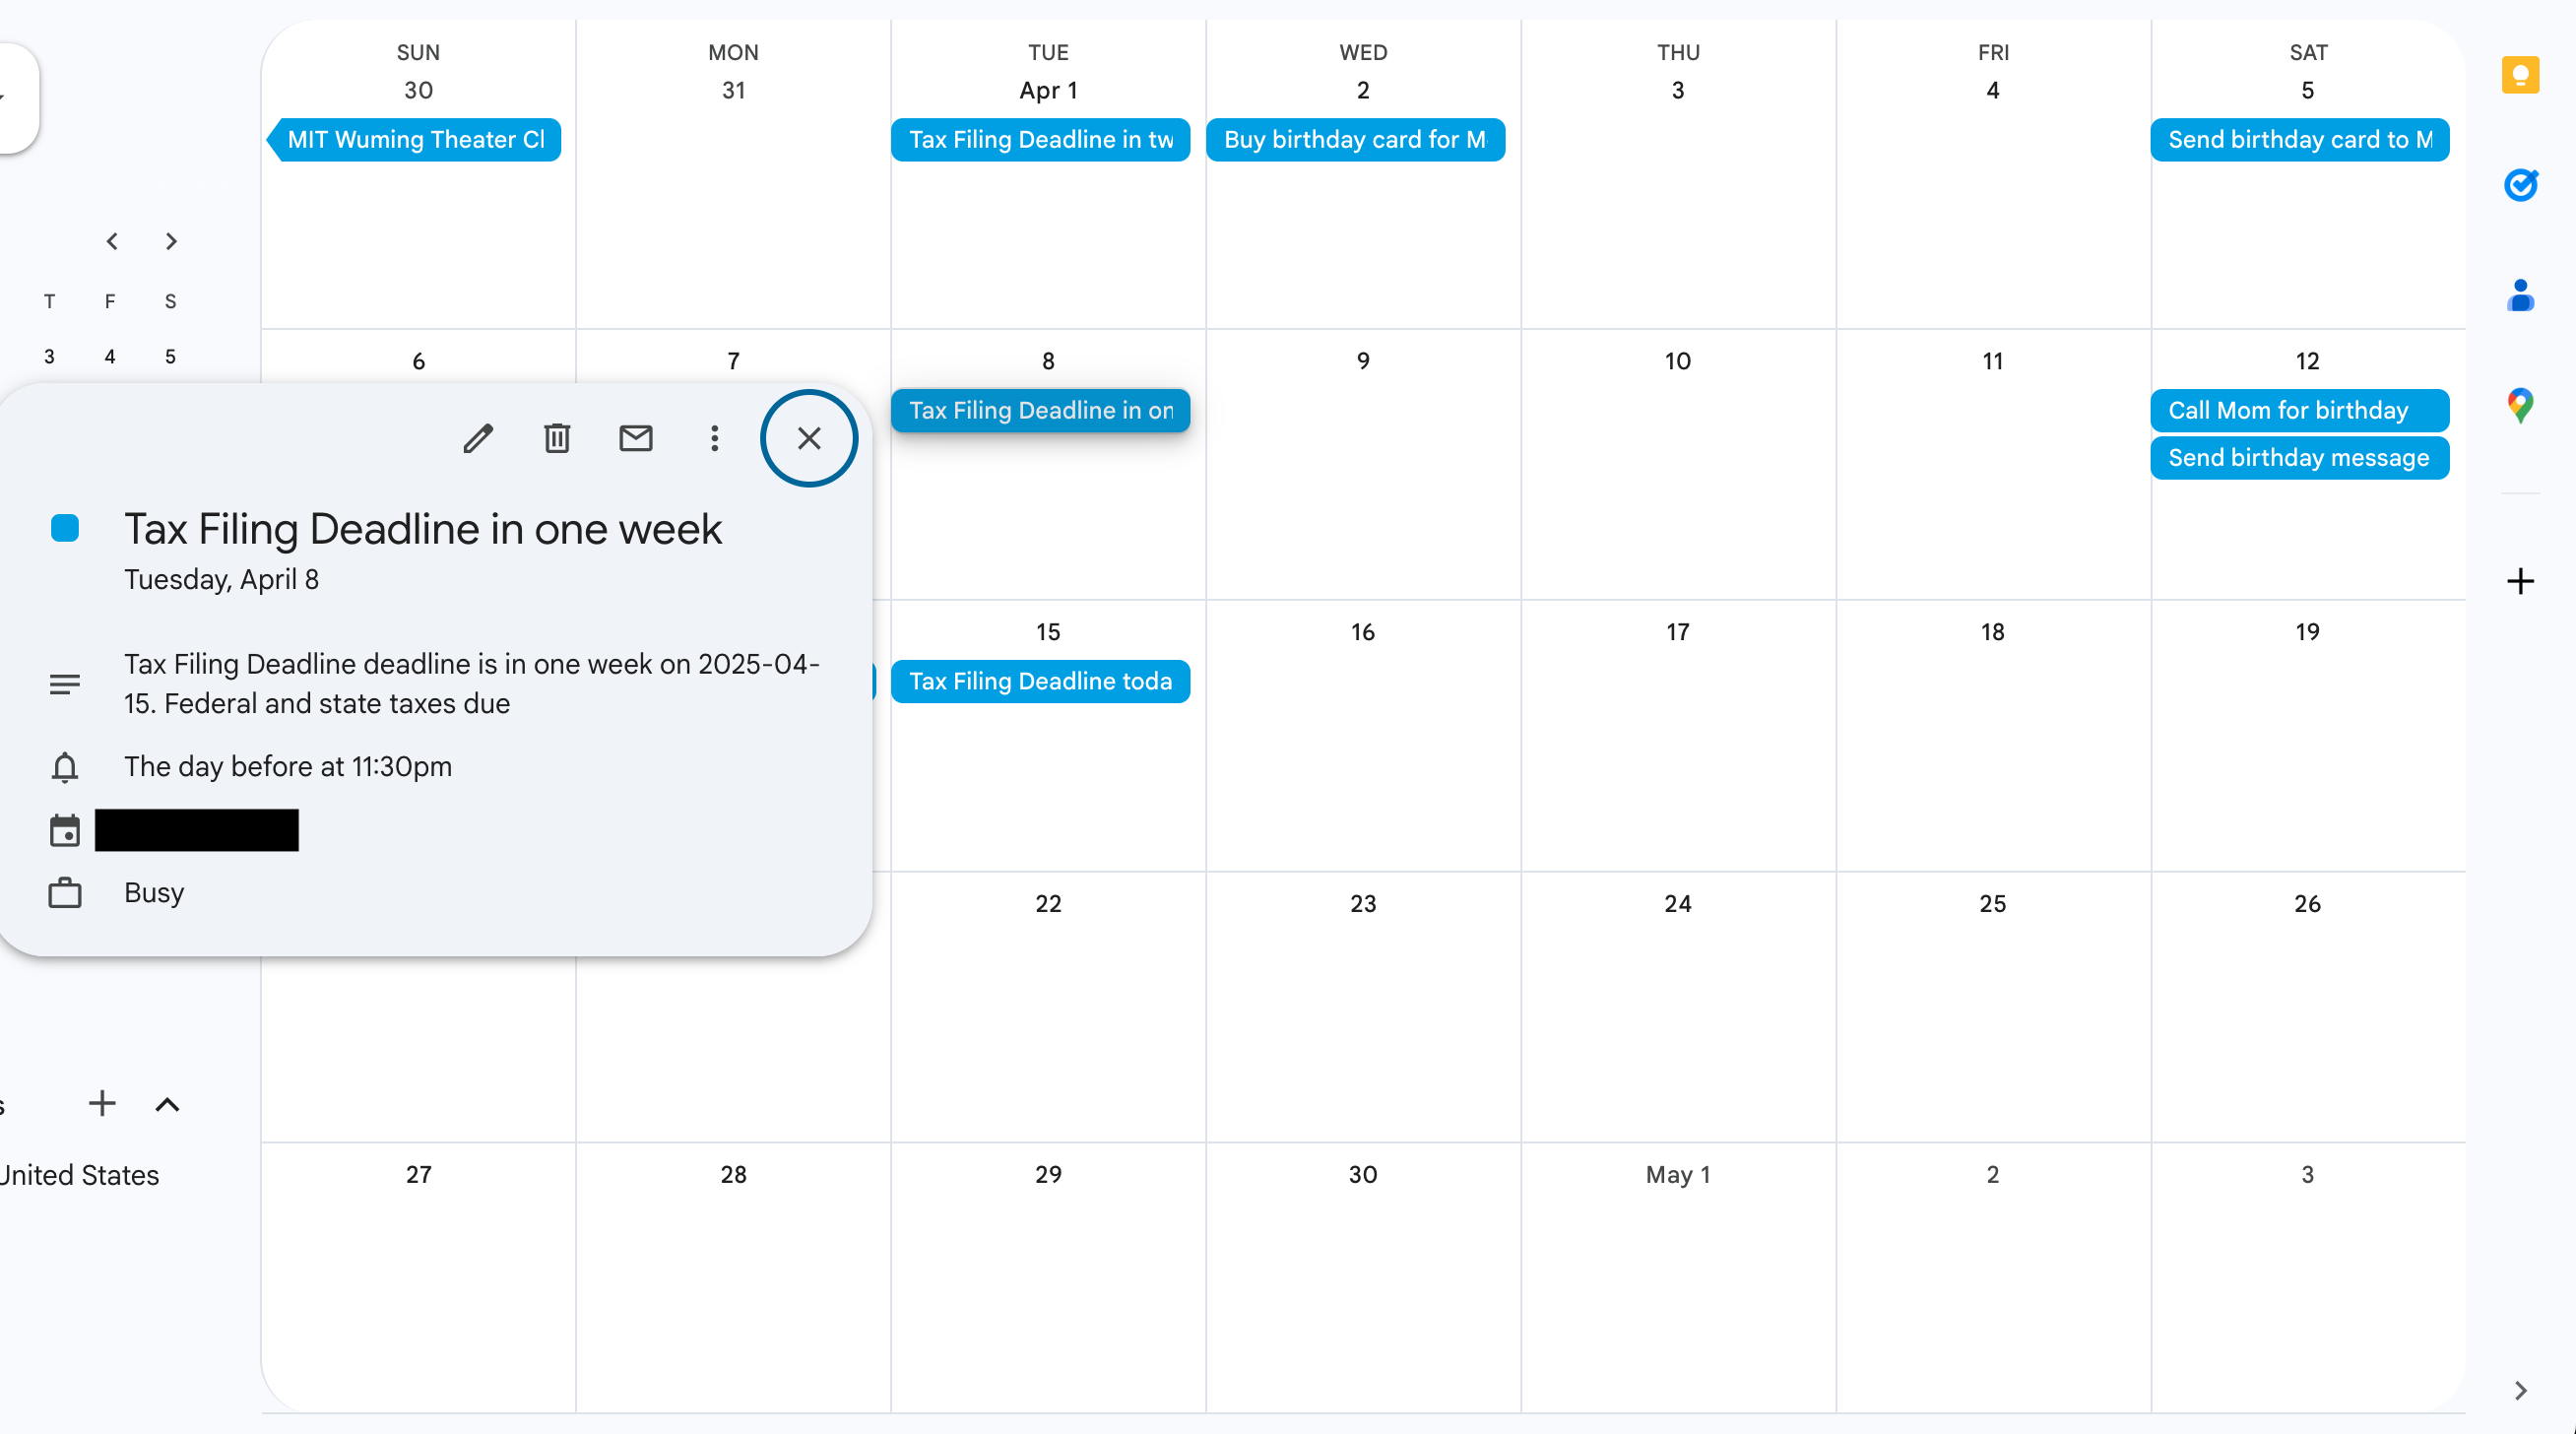 SUN MON TUE WED THU FRI SAT
30 31 Apr 1 2 3 4 5
MIT Wuming Theater Cl
Tax Filing Deadline in tw
Buy birthday card for M
Send birthday card to M
T F S
3 4 5
6 7 8 9 10 11 12
Tax Filing Deadline in on
Call Mom for birthday
Send birthday message
Tax Filing Deadline in one week
Tuesday, April 8
Tax Filing Deadline deadline is in one week on 2025-04-
15. Federal and state taxes due
The day before at 11:30pm
Busy
15 16 17 18 19
Tax Filing Deadline toda
22 23 24 25 26
27 28 29 30 May 1 2 3
United States